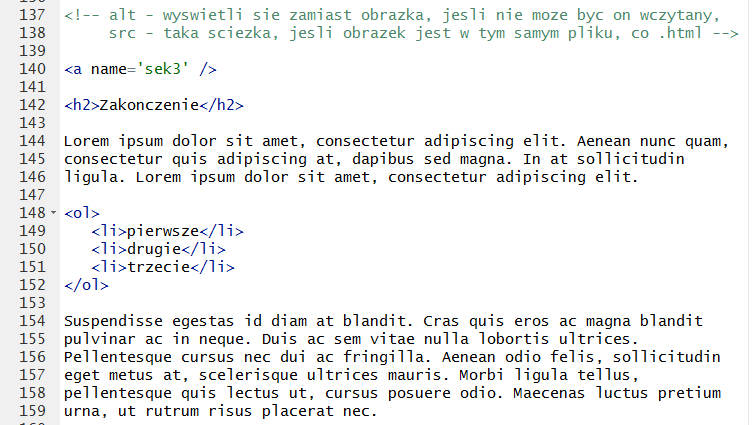 137 <!-- alt - wyswietli sie zamiast obrazka, jesli nie moze byc on wczytany,
138      src - taka sciezka, jesli obrazek jest w tym samym pliku, co .html -->
139
140 <a name='sek3' />
141
142 <h2>Zakonczenie</h2>
143
144 Lorem ipsum dolor sit amet, consectetur adipiscing elit. Aenean nunc quam,
145 consectetur quis adipiscing at, dapibus sed magna. In at sollicitudin
146 ligula. Lorem ipsum dolor sit amet, consectetur adipiscing elit.
147
148 <ol>
149    <li>pierwsze</li>
150    <li>drugie</li>
151    <li>trzecie</li>
152 </ol>
153
154 Suspendisse egestas id diam at blandit. Cras quis eros ac magna blandit
155 pulvinar ac in neque. Duis ac sem vitae nulla lobortis ultrices.
156 Pellentesque cursus nec dui ac fringilla. Aenean odio felis, sollicitudin
157 eget metus at, scelerisque ultrices mauris. Morbi ligula tellus,
158 pellentesque quis lectus ut, cursus posuere odio. Maecenas luctus pretium
159 urna, ut rutrum risus placerat nec.